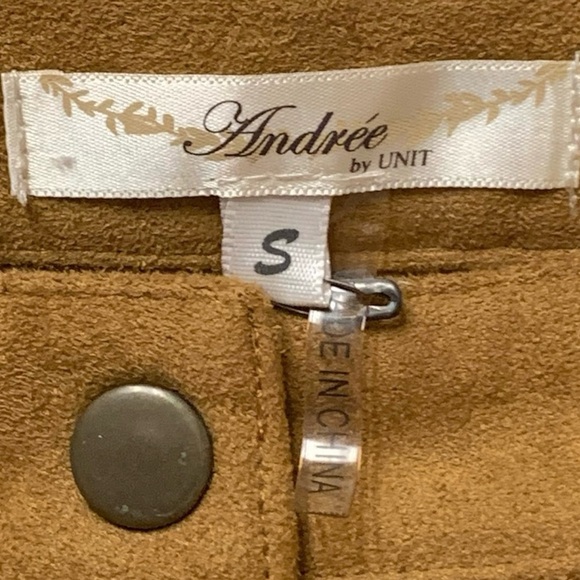 Andrée
by UNIT
S
DE IN CHINA